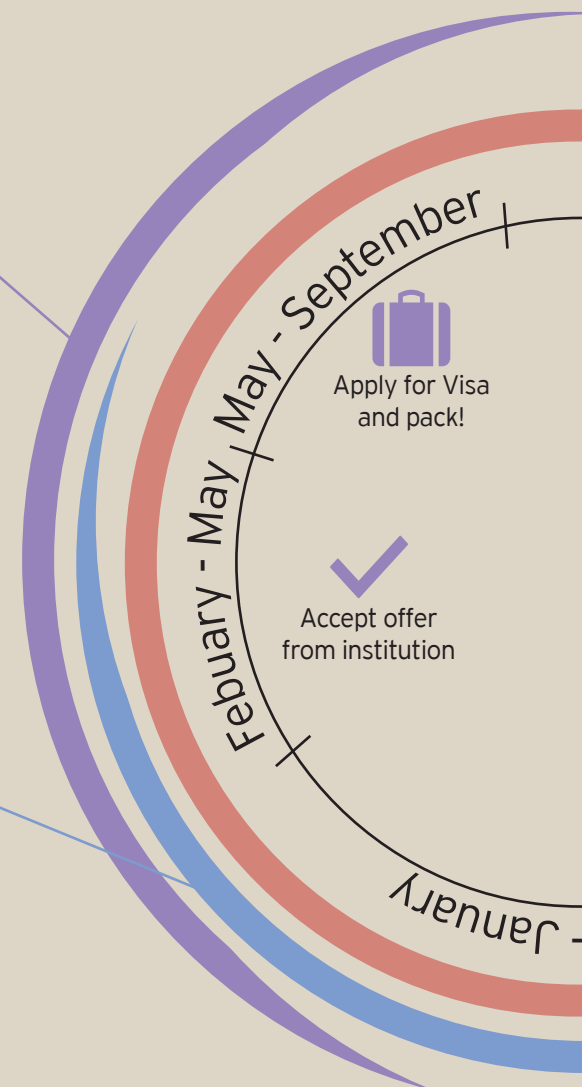 May - September
Apply for Visa
and pack!
Febuary - May
Accept offer
from institution
- January